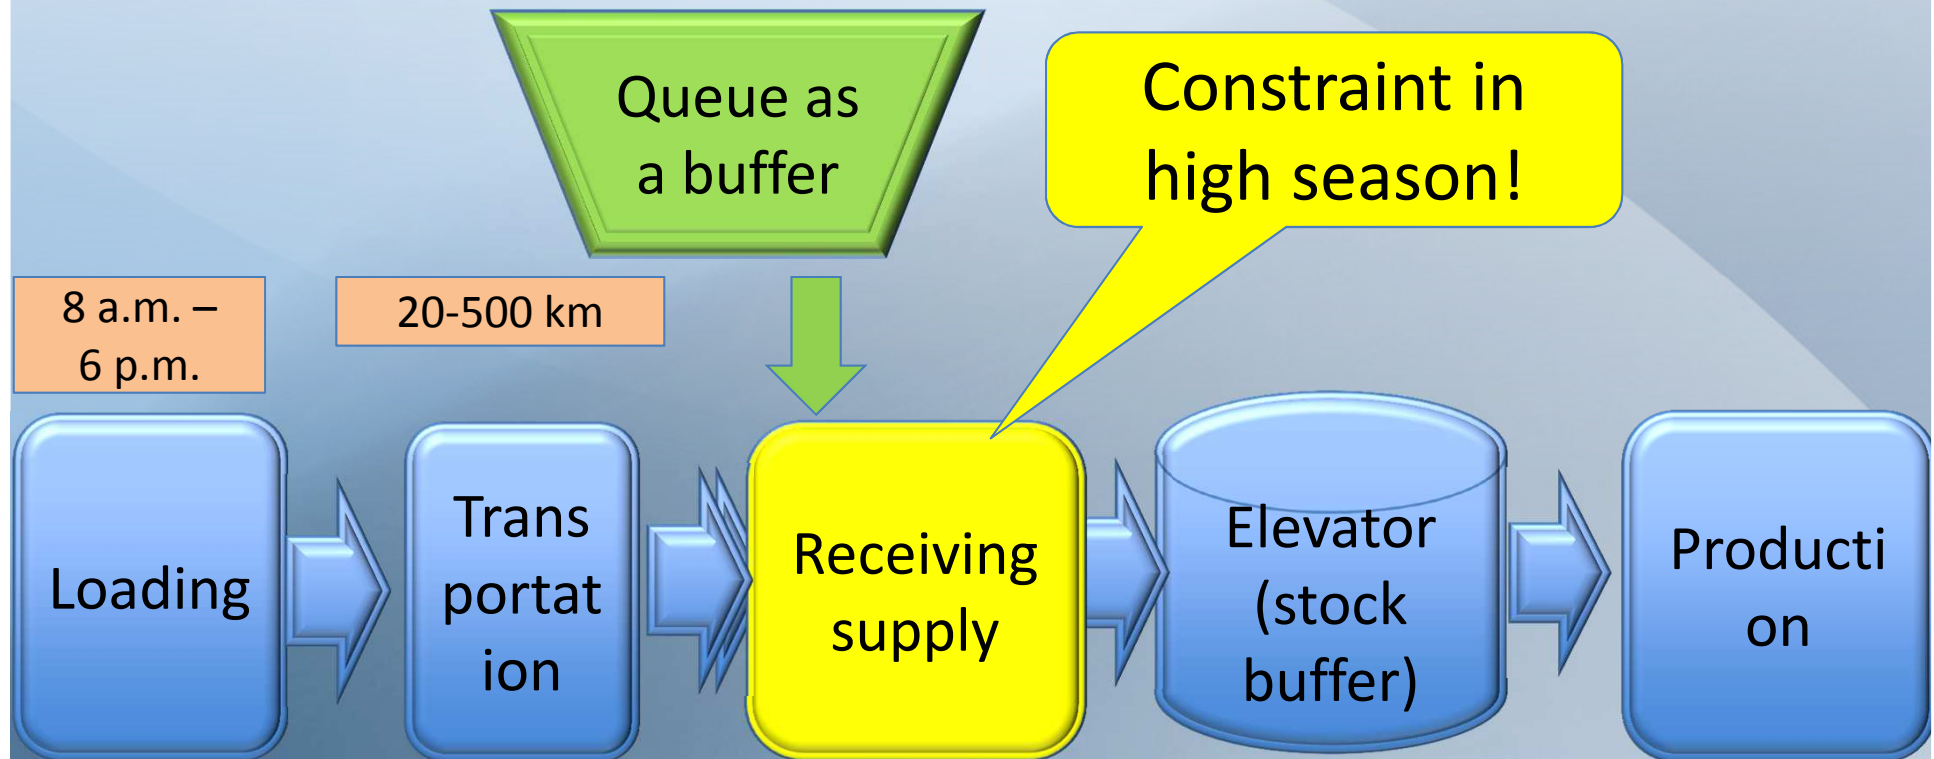 Queue as
a buffer
Constraint in
high season!
8 a.m. –
6 p.m.
20-500 km
Loading
Trans
portat
ion
Receiving
supply
Elevator
(stock
buffer)
Producti
on